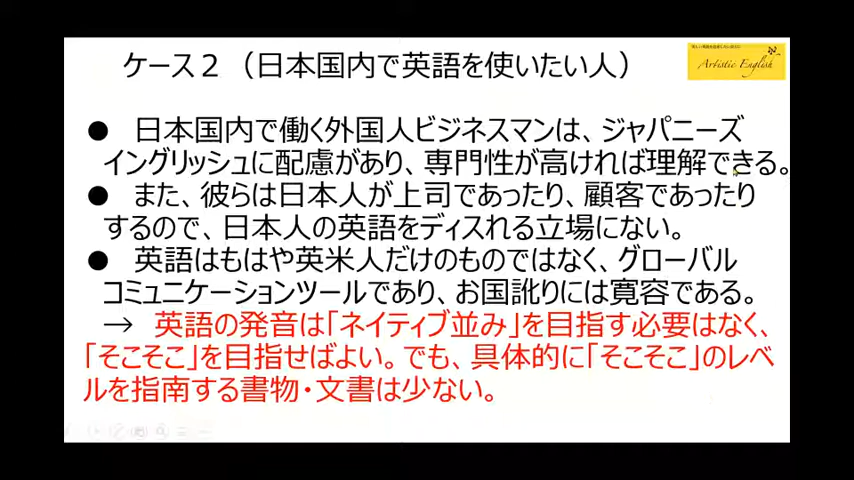 ケース２（日本国内で英語を使いたい人）
Artistic English
● 日本国内で働く外国人ビジネスマンは、ジャパニーズ
イングリッシュに配慮があり、専門性が高ければ理解できる。
● また、彼らは日本人が上司であったり、顧客であったり
するので、日本人の英語をディスれる立場にない。
● 英語はもはや英米人だけのものではなく、グローバル
コミュニケーションツールであり、お国訛りには寛容である。
→ 英語の発音は「ネイティブ並み」を目指す必要はなく、
「そこそこ」を目指せばよい。でも、具体的に「そこそこ」のレベ
ルを指南する書物・文書は少ない。